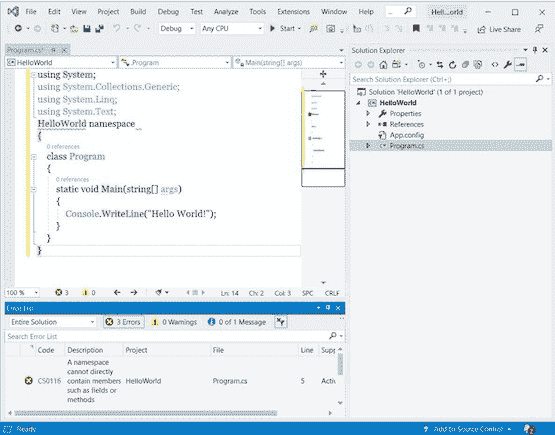 File Edit View Git Project Build Debug Test Analyze Tools Extensions Window Help Hell...orld
Debug Any CPU Start Live Share
Program.cs*
HelloWorld Program Main(string[] args)
using System;
using System.Collections.Generic;
using System.Linq;
using System.Text;
HelloWorld namespace
{
0 references
class Program
{
0 references
static void Main(string[] args)
{
Console.WriteLine("Hello World!");
}
}
}
100 % 3 0 Ln: 14 Ch: 2 Col: 3 SPC CRLF
Solution Explorer
Search Solution Explorer (Ctrl+;)
Solution 'HelloWorld' (1 of 1 project)
HelloWorld
Properties
References
App.config
Program.cs
Error List
Entire Solution 3 Errors 0 Warnings 0 of 1 Message
Search Error List
Code Description Project File Line Supp
CS0116 A namespace cannot directly contain members such as fields or methods HelloWorld Program.cs 5 Activ
Ready Add to Source Control 2